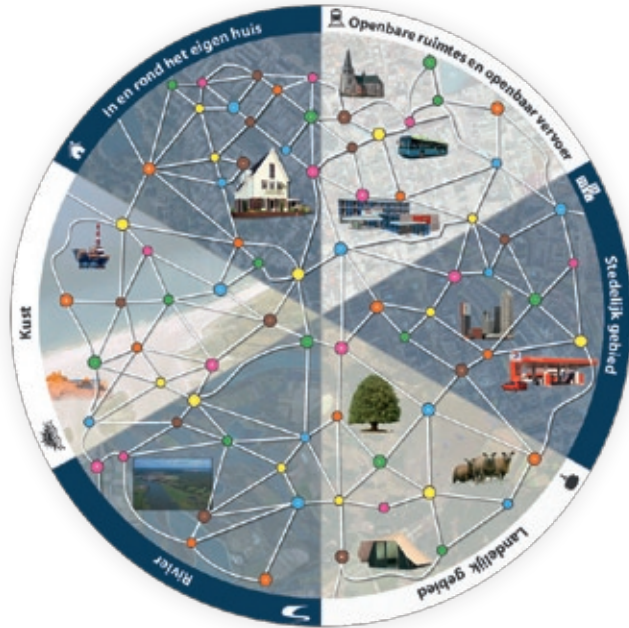 In en rond het eigen huis
Openbare ruimtes en openbaar vervoer
Stedelijk gebied
Landelijk gebied
Rivier
Kust